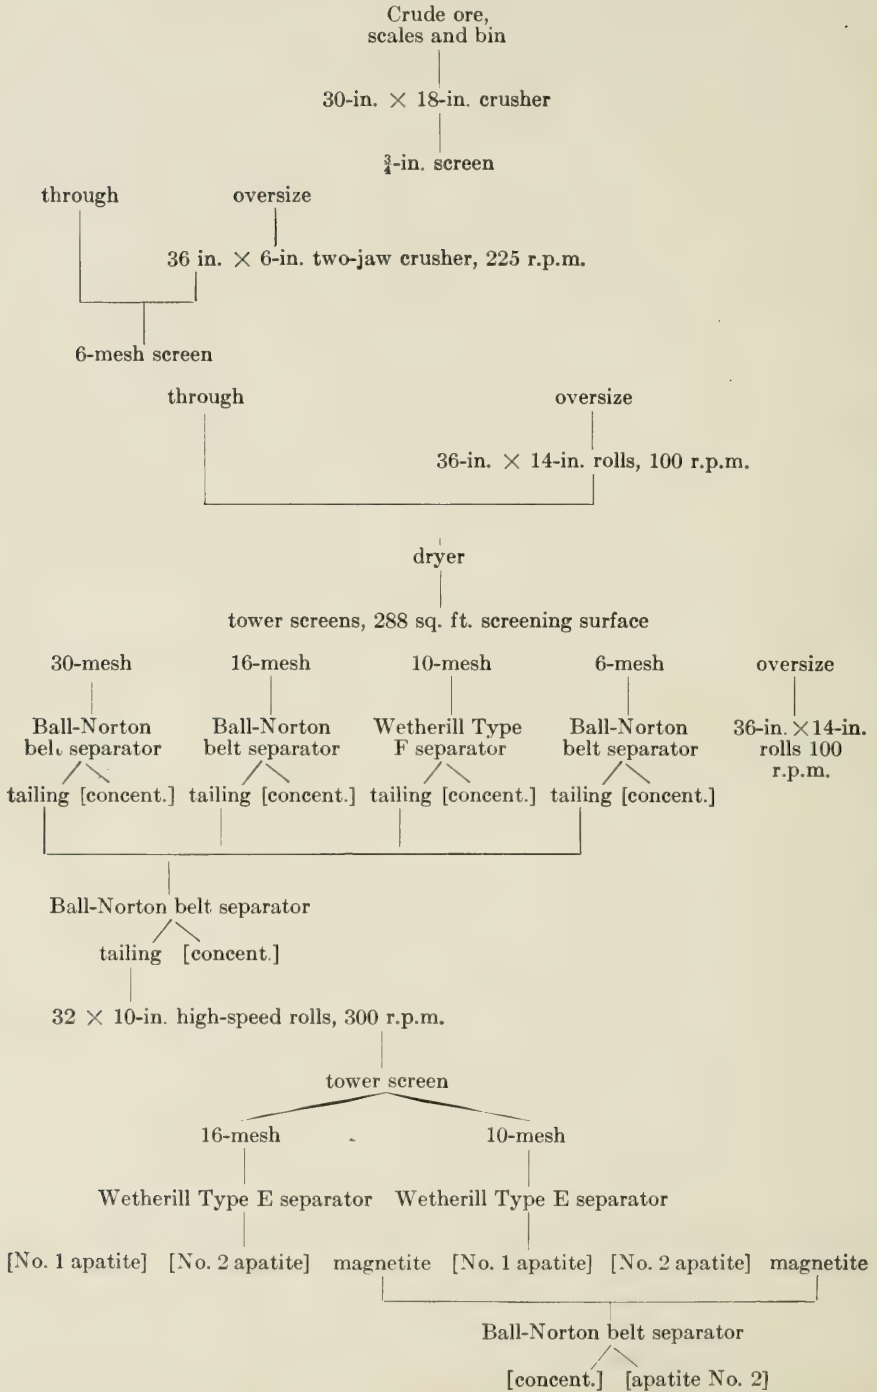 Crude ore,
scales and bin
30-in. × 18-in. crusher
¾-in. screen
through oversize
36 in. × 6-in. two-jaw crusher, 225 r.p.m.
6-mesh screen
through oversize
36-in. × 14-in. rolls, 100 r.p.m.
dryer
tower screens, 288 sq. ft. screening surface
30-mesh 16-mesh 10-mesh 6-mesh oversize
Ball-Norton Ball-Norton Wetherill Type Ball-Norton 36-in. × 14-in.
belt separator belt separator F separator belt separator rolls 100
r.p.m.
tailing [concent.] tailing [concent.] tailing [concent.] tailing [concent.]
Ball-Norton belt separator
tailing [concent.]
32 × 10-in. high-speed rolls, 300 r.p.m.
tower screen
16-mesh 10-mesh
Wetherill Type E separator Wetherill Type E separator
[No. 1 apatite] [No. 2 apatite] magnetite [No. 1 apatite] [No. 2 apatite] magnetite
Ball-Norton belt separator
[concent.] [apatite No. 2]